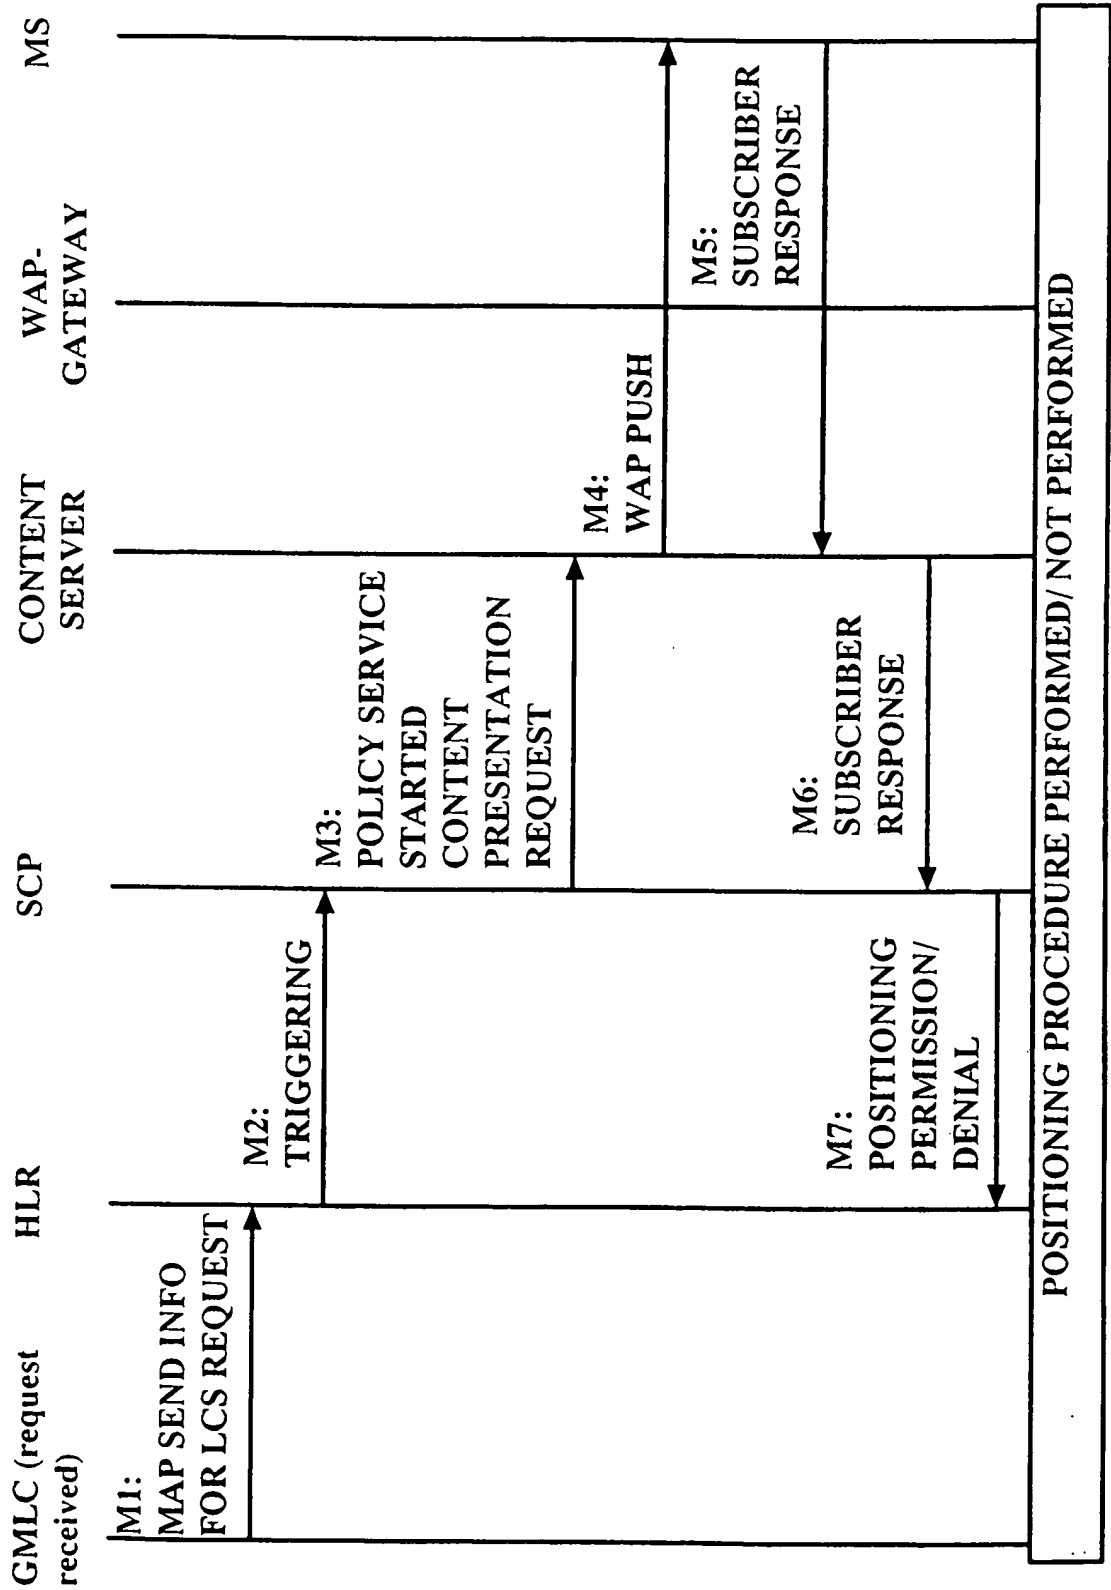 GMLC (request
received)
HLR
SCP
CONTENT
SERVER
WAP-
GATEWAY
MS
M1:
MAP SEND INFO
FOR LCS REQUEST
M2:
TRIGGERING
M3:
POLICY SERVICE
STARTED
CONTENT
PRESENTATION
REQUEST
M4:
WAP PUSH
M5:
SUBSCRIBER
RESPONSE
M6:
SUBSCRIBER
RESPONSE
M7:
POSITIONING
PERMISSION/
DENIAL
POSITIONING PROCEDURE PERFORMED/ NOT PERFORMED